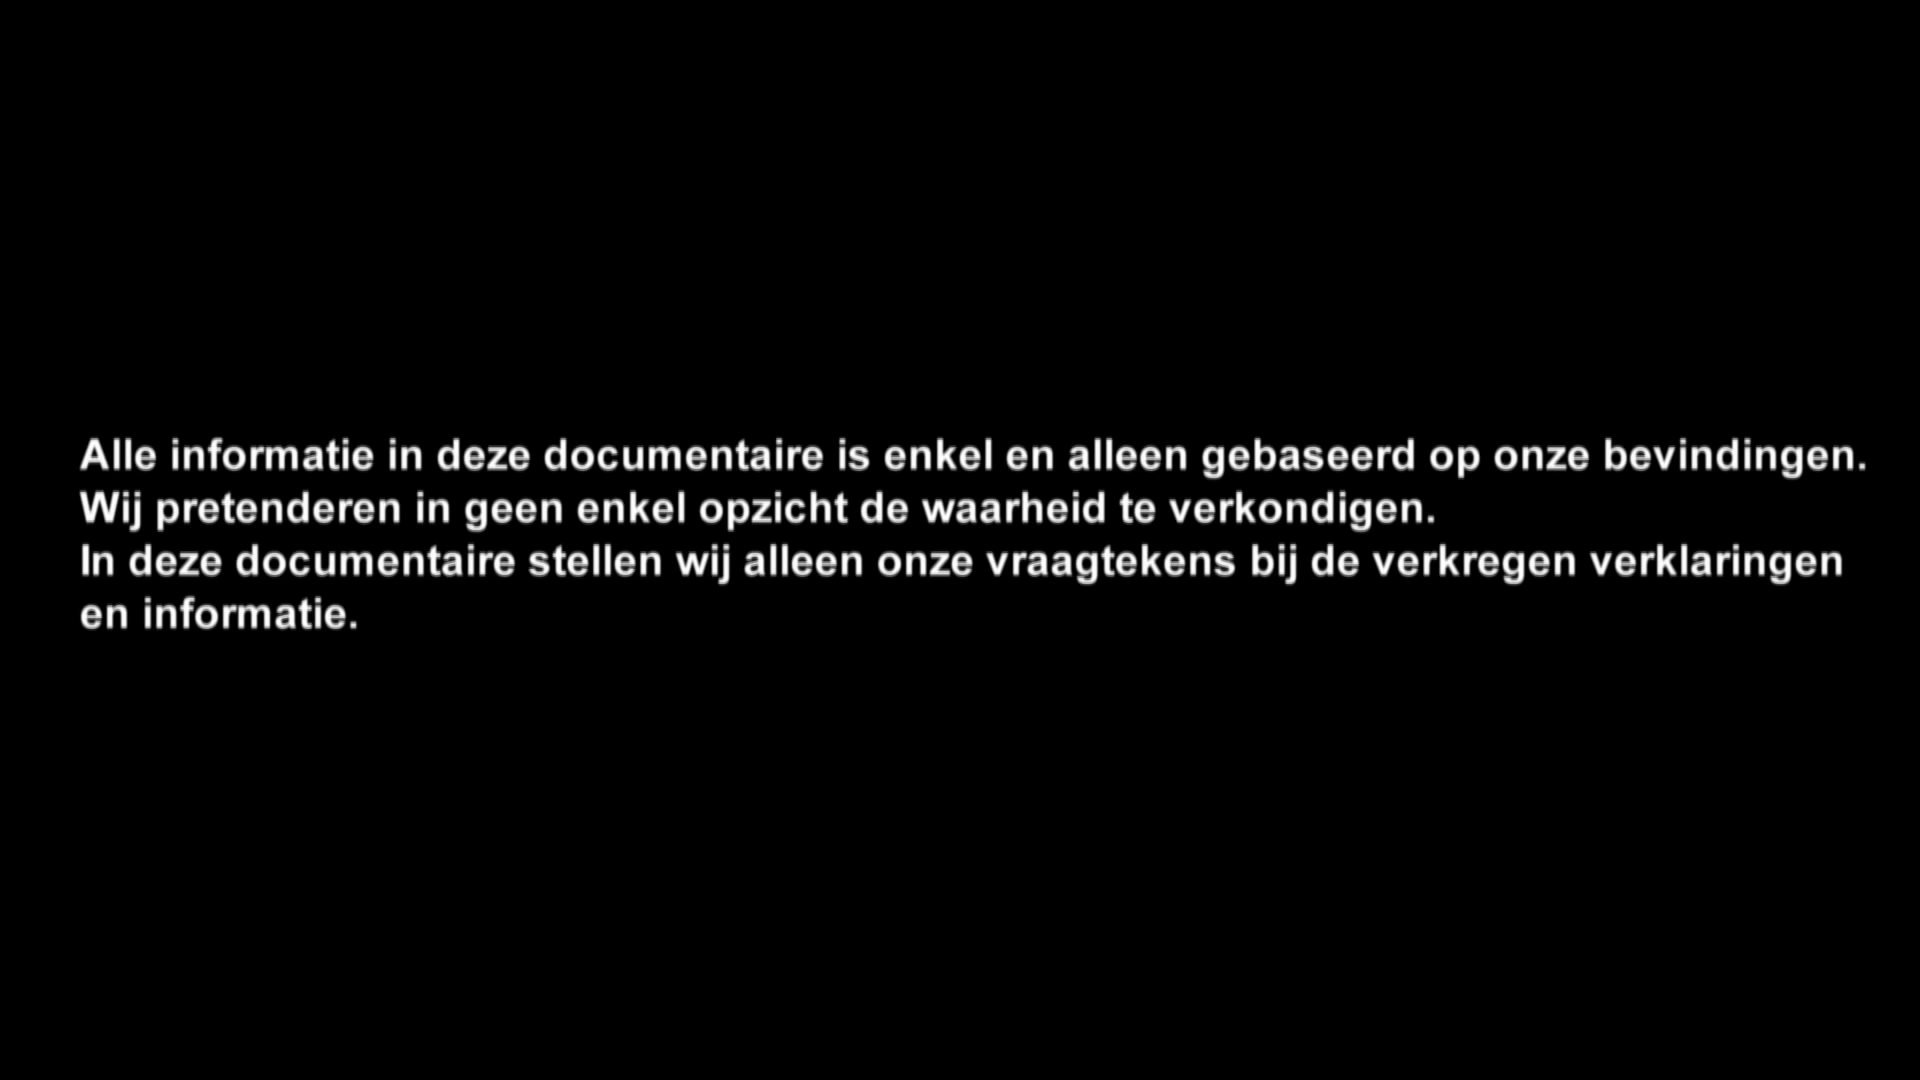 Alle informatie in deze documentaire is enkel en alleen gebaseerd op onze bevindingen.
Wij pretenderen in geen enkel opzicht de waarheid te verkondigen.
In deze documentaire stellen wij alleen onze vraagtekens bij de verkregen verklaringen
en informatie.